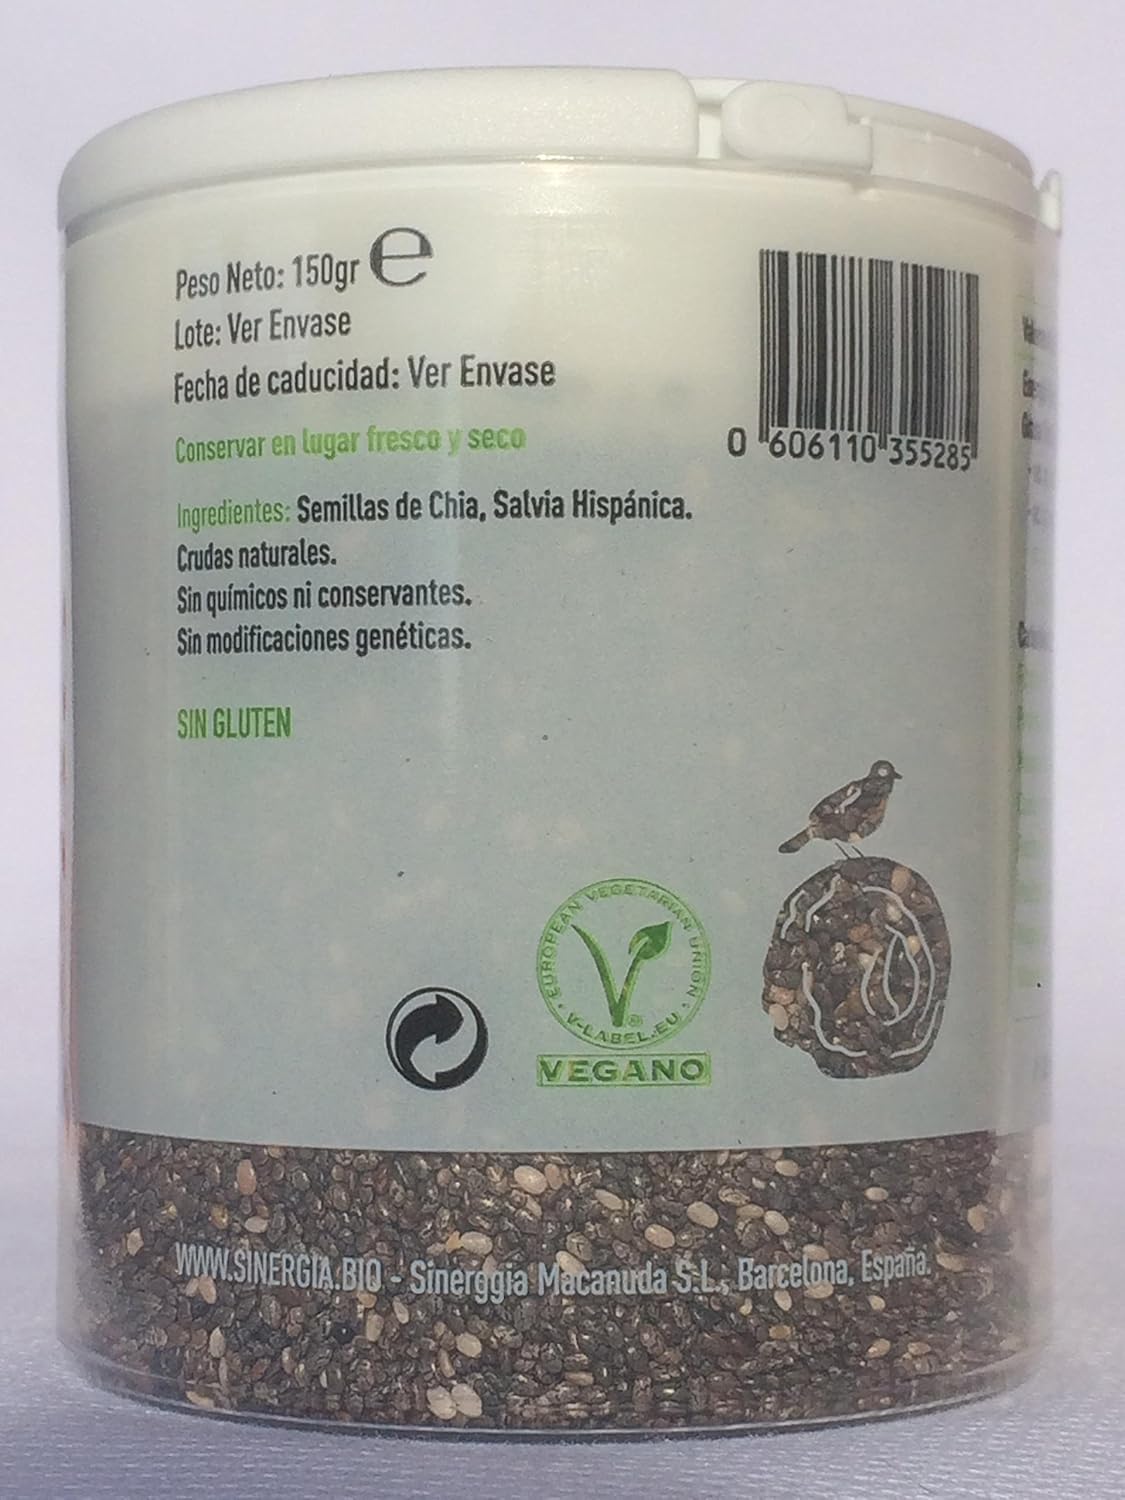 Peso Neto: 150gr ℮
Lote: Ver Envase
Fecha de caducidad: Ver Envase
Conservar en lugar fresco y seco
Ingredientes: Semillas de Chia, Salvia Hispánica.
Crudas naturales.
Sin químicos ni conservantes.
Sin modificaciones genéticas.
SIN GLUTEN
0 606110 355285
EUROPEAN VEGETARIAN UNION
V-LABEL.EU
VEGANO
WWW.SINERGIA.BIO - Sinerggia Macanuda S.L., Barcelona, España.